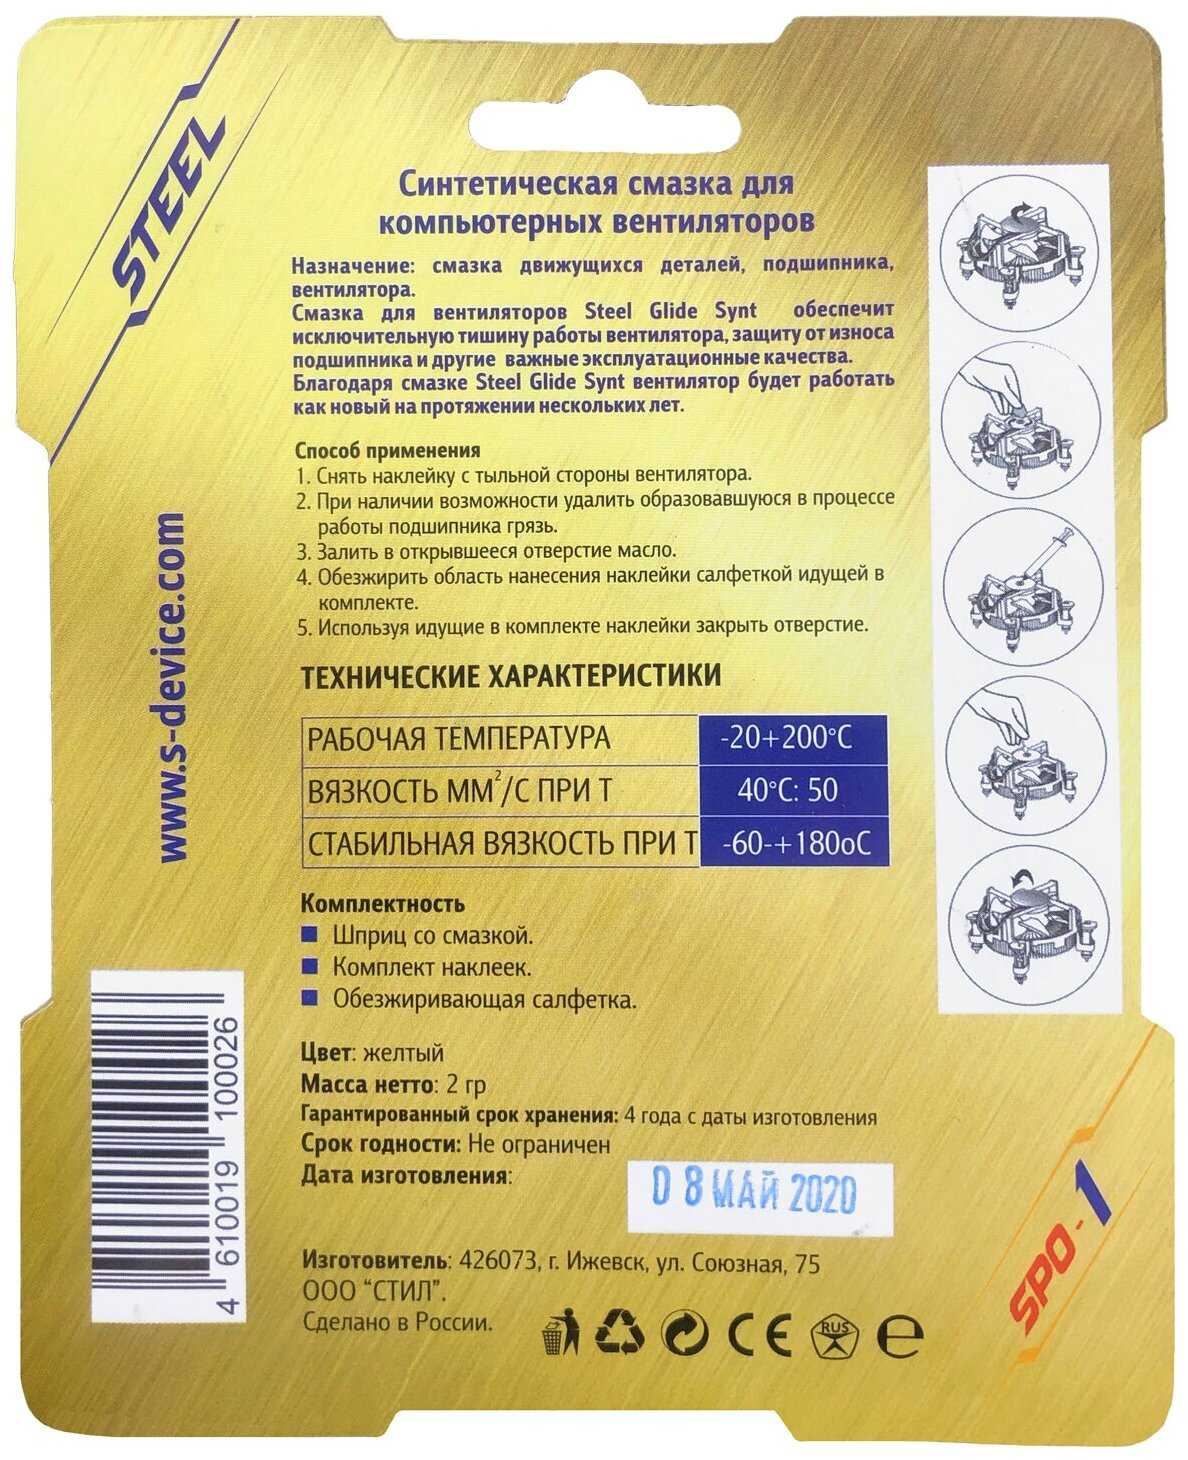 STEEL
Синтетическая смазка для
компьютерных вентиляторов
Назначение: смазка движущихся деталей, подшипника,
вентилятора.
Смазка для вентиляторов Steel Glide Synt обеспечит
исключительную тишину работы вентилятора, защиту от износа
подшипника и другие важные эксплуатационные качества.
Благодаря смазке Steel Glide Synt вентилятор будет работать
как новый на протяжении нескольких лет.
Способ применения
1. Снять наклейку с тыльной стороны вентилятора.
2. При наличии возможности удалить образовавшуюся в процессе
работы подшипника грязь.
3. Залить в открывшееся отверстие масло.
4. Обезжирить область нанесения наклейки салфеткой идущей в
комплекте.
5. Используя идущие в комплекте наклейки закрыть отверстие.
www.s-device.com
ТЕХНИЧЕСКИЕ ХАРАКТЕРИСТИКИ
РАБОЧАЯ ТЕМПЕРАТУРА -20+200°C
ВЯЗКОСТЬ ММ²/С ПРИ Т 40°C: 50
СТАБИЛЬНАЯ ВЯЗКОСТЬ ПРИ Т -60-+180oC
Комплектность
Шприц со смазкой.
Комплект наклеек.
Обезжиривающая салфетка.
Цвет: желтый
Масса нетто: 2 гр
Гарантированный срок хранения: 4 года с даты изготовления
Срок годности: Не ограничен
Дата изготовления:
08 МАЙ 2020
Изготовитель: 426073, г. Ижевск, ул. Союзная, 75
ООО “СТИЛ”.
Сделано в России.
CE
RUS
e
4 610019 100026
SPO-1